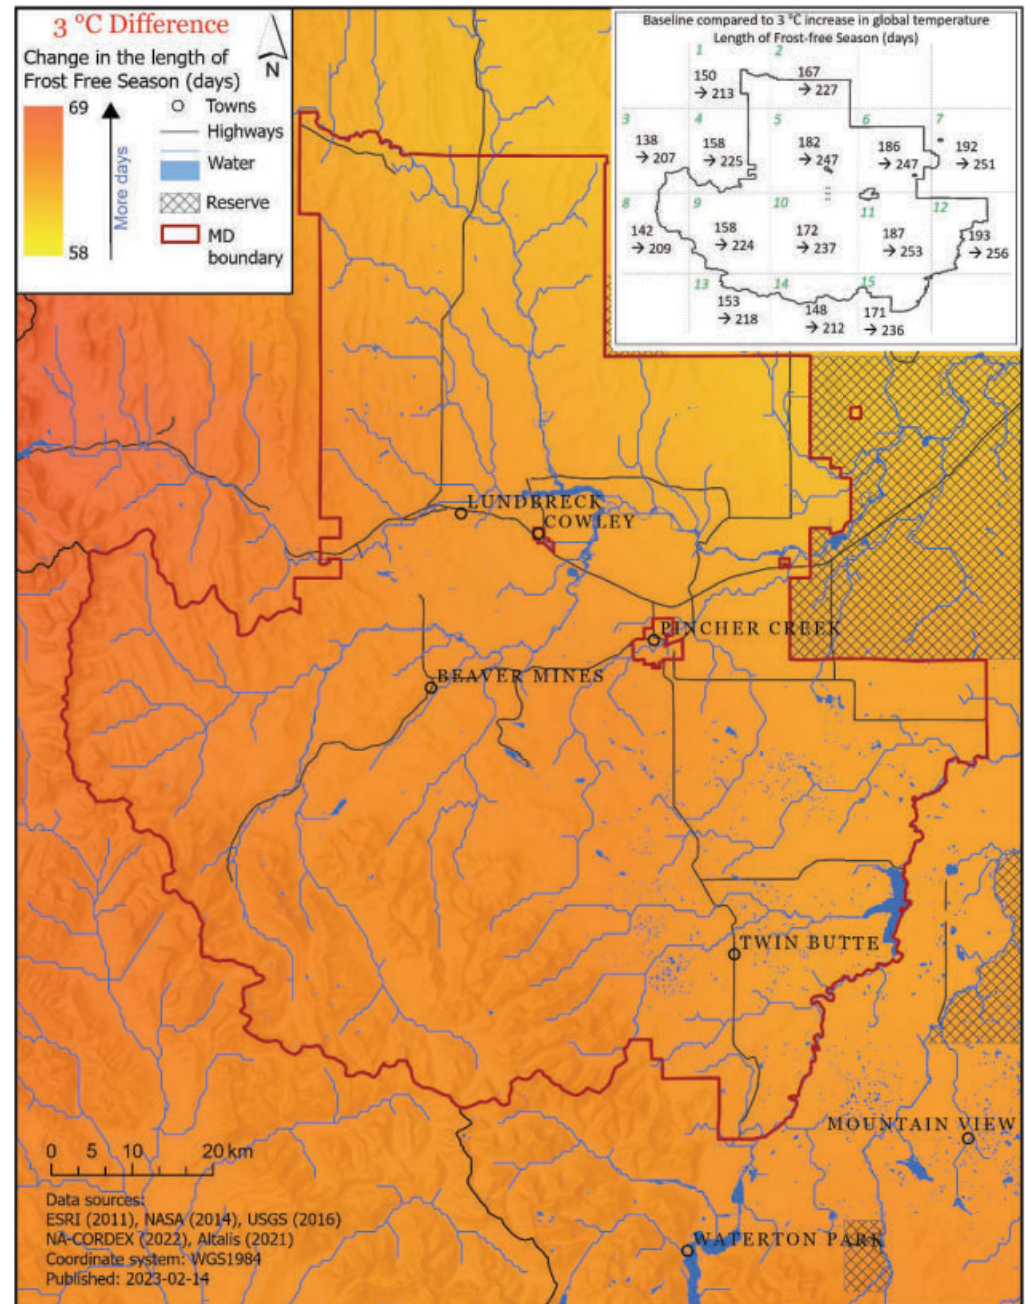 3 °C Difference
Change in the length of
Frost Free Season (days)
N
69
More days
58
Towns
Highways
Water
Reserve
MD
boundary
Baseline compared to 3 °C increase in global temperature
Length of Frost-free Season (days)
1
2
150
→ 213
167
→ 227
3
4
5
6
7
138
→ 207
158
→ 225
182
→ 247
186
→ 247
192
→ 251
8
9
10
11
12
142
→ 209
158
→ 224
172
→ 237
187
→ 253
193
→ 256
13
14
15
153
→ 218
148
→ 212
171
→ 236
LUNDBRECK
COWLEY
PINCHER CREEK
BEAVER MINES
TWIN BUTTE
MOUNTAIN VIEW
WATERTON PARK
0 5 10 20 km
Data sources:
ESRI (2011), NASA (2014), USGS (2016)
NA-CORDEX (2022), Altalis (2021)
Coordinate system: WGS1984
Published: 2023-02-14